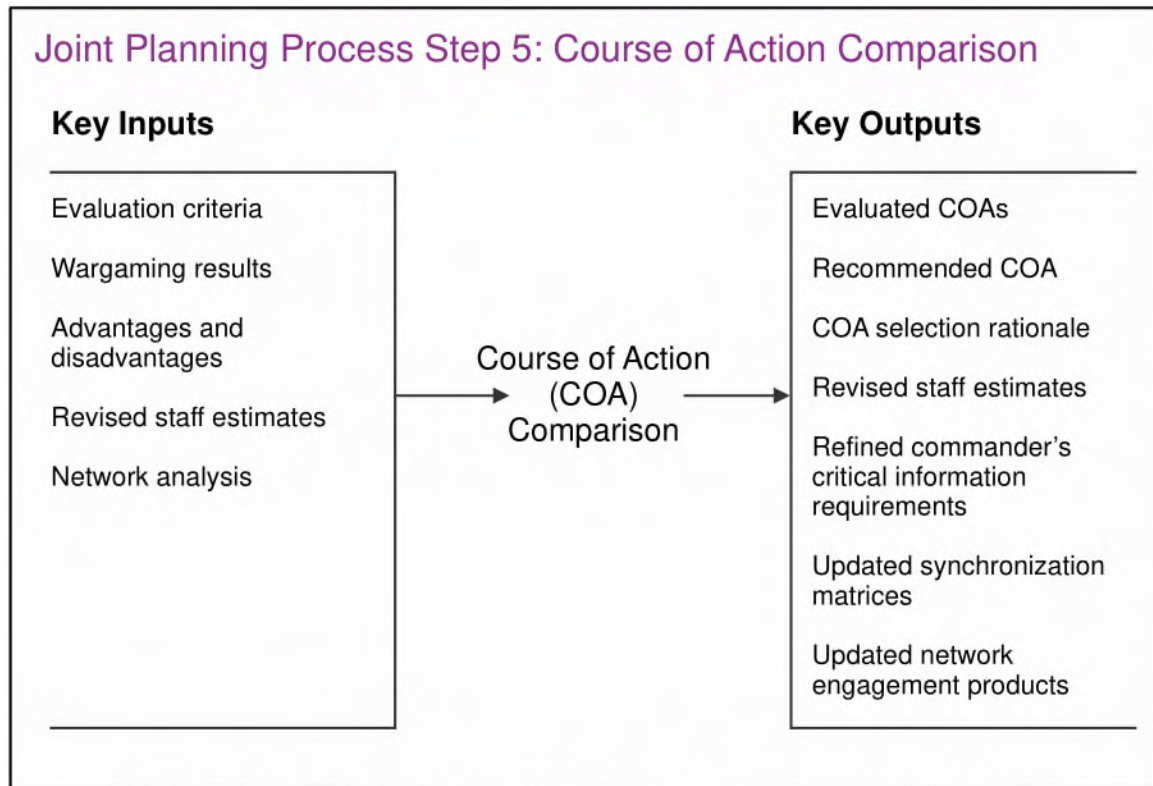 Joint Planning Process Step 5: Course of Action Comparison
Key Inputs
Evaluation criteria
Wargaming results
Advantages and
disadvantages
Revised staff estimates
Network analysis
Course of Action
(COA)
Comparison
Key Outputs
Evaluated COAs
Recommended COA
COA selection rationale
Revised staff estimates
Refined commander's
critical information
requirements
Updated synchronization
matrices
Updated network
engagement products